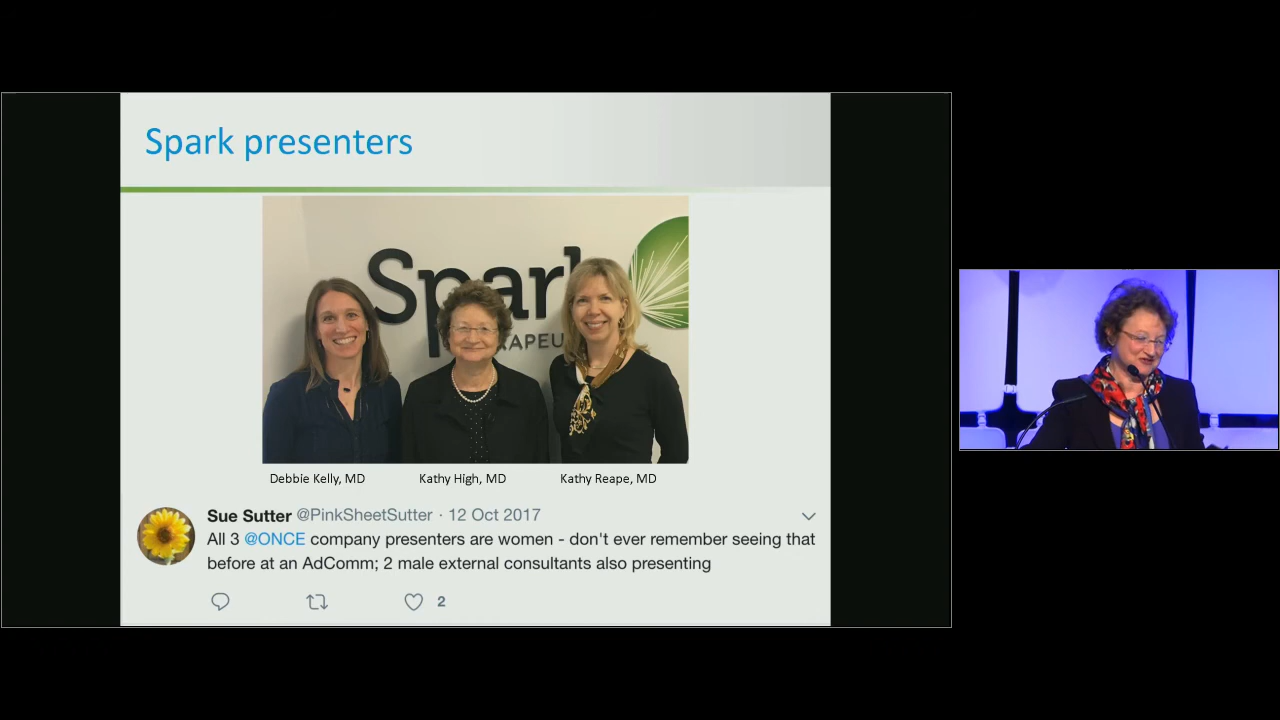 Spark presenters
Spark
RAPEU
Debbie Kelly, MD Kathy High, MD Kathy Reape, MD
Sue Sutter @PinkSheetSutter · 12 Oct 2017
All 3 @ONCE company presenters are women - don't ever remember seeing that
before at an AdComm; 2 male external consultants also presenting
2